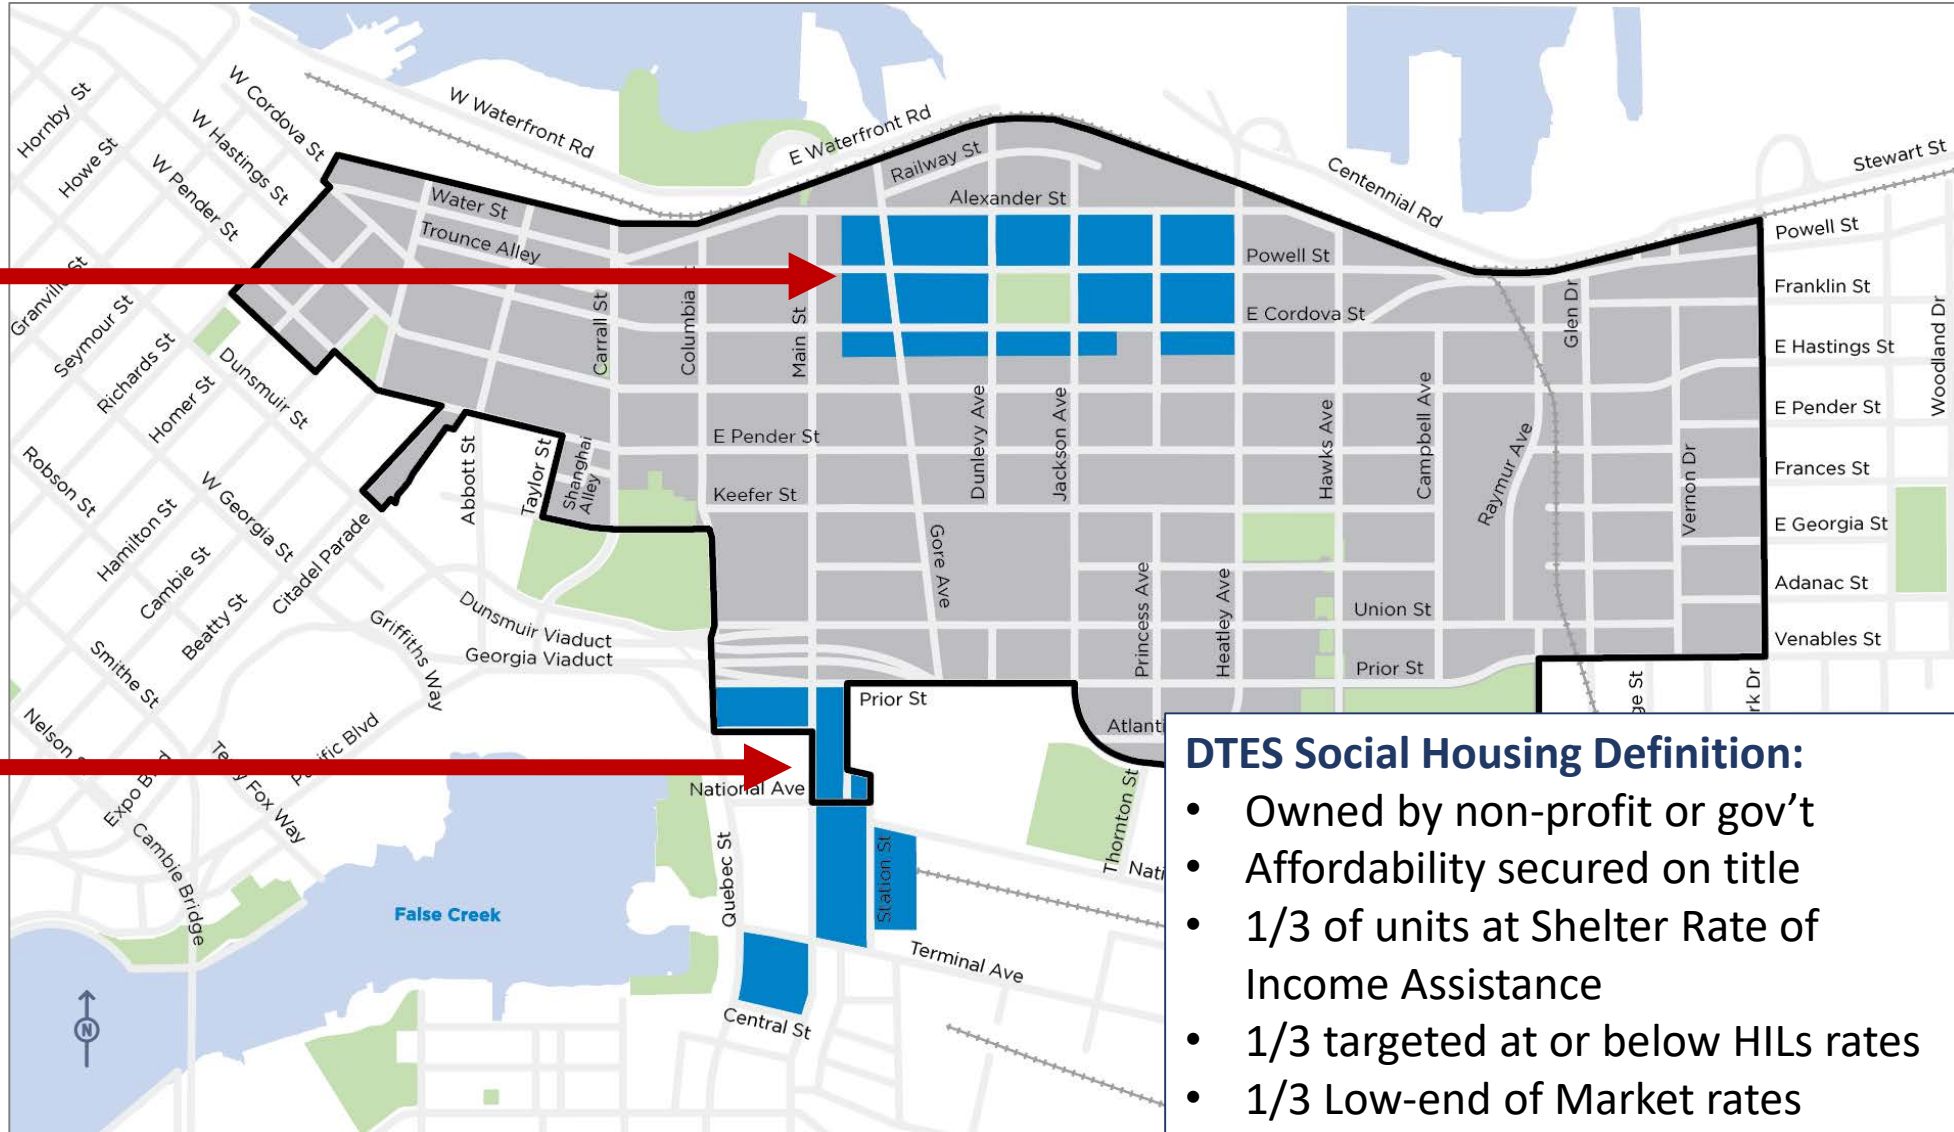 Hornby St
Howe St
W Cordova St
W Hastings St
W Pender St
W Waterfront Rd
E Waterfront Rd
Railway St
Alexander St
Centennial Rd
Stewart St
Water St
Trounce Alley
Powell St
Powell St
Granville St
Seymour St
Richards St
Homer St
Dunsmuir St
Carrall St
Columbia
Main St
E Cordova St
Glen Dr
Franklin St
E Hastings St
Woodland Dr
E Pender St
Dunlevy Ave
Jackson Ave
Hawks Ave
Campbell Ave
Raymur Ave
Vernon Dr
E Pender St
Keefer St
Abbott St
Taylor St
Shanghai
Alley
Robson St
Hamilton St
W Georgia St
Cambie St
Beatty St
Citadel Parade
Frances St
E Georgia St
Adanac St
Venables St
Gore Ave
Princess Ave
Heatley Ave
Union St
Prior St
Prior St
Dunsmuir Viaduct
Georgia Viaduct
Griffiths Way
Smithe St
Nelson
Expo Blvd
Terry Fox Way
Pacific Blvd
Cambie Bridge
National Ave
Quebec St
Station St
Thornton St
Atlanti
Nati
ge St
rk Dr
False Creek
Terminal Ave
Central St
N
DTES Social Housing Definition:
• Owned by non-profit or gov’t
• Affordability secured on title
• 1/3 of units at Shelter Rate of
Income Assistance
• 1/3 targeted at or below HILs rates
• 1/3 Low-end of Market rates